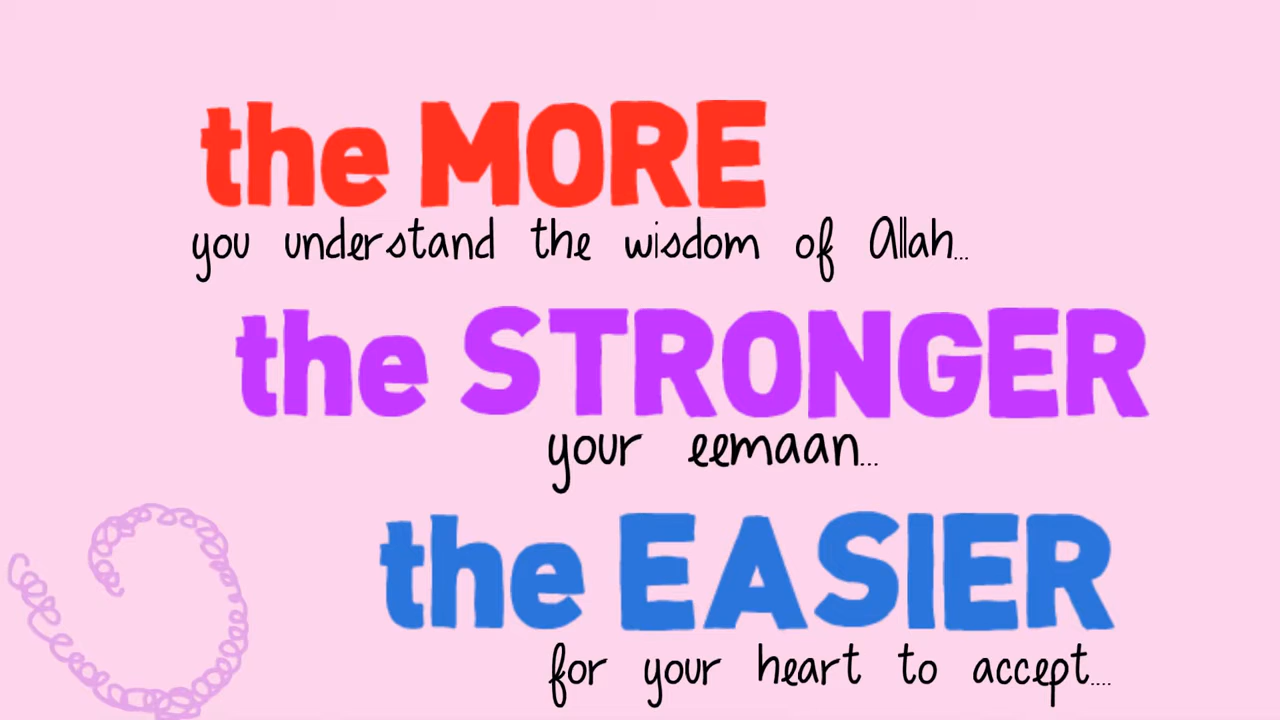 the MORE
you understand the wisdom of Allah...
the STRONGER
your eemaan...
the EASIER
for your heart to accept....